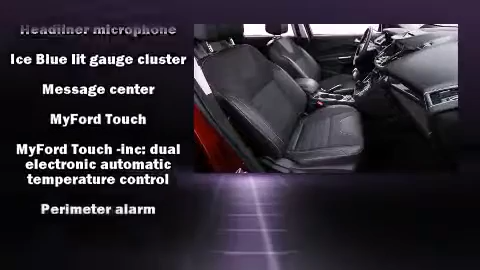 Headliner microphone
Ice Blue lit gauge cluster
Message center
MyFord Touch
MyFord Touch -inc: dual
electronic automatic
temperature control
Perimeter alarm